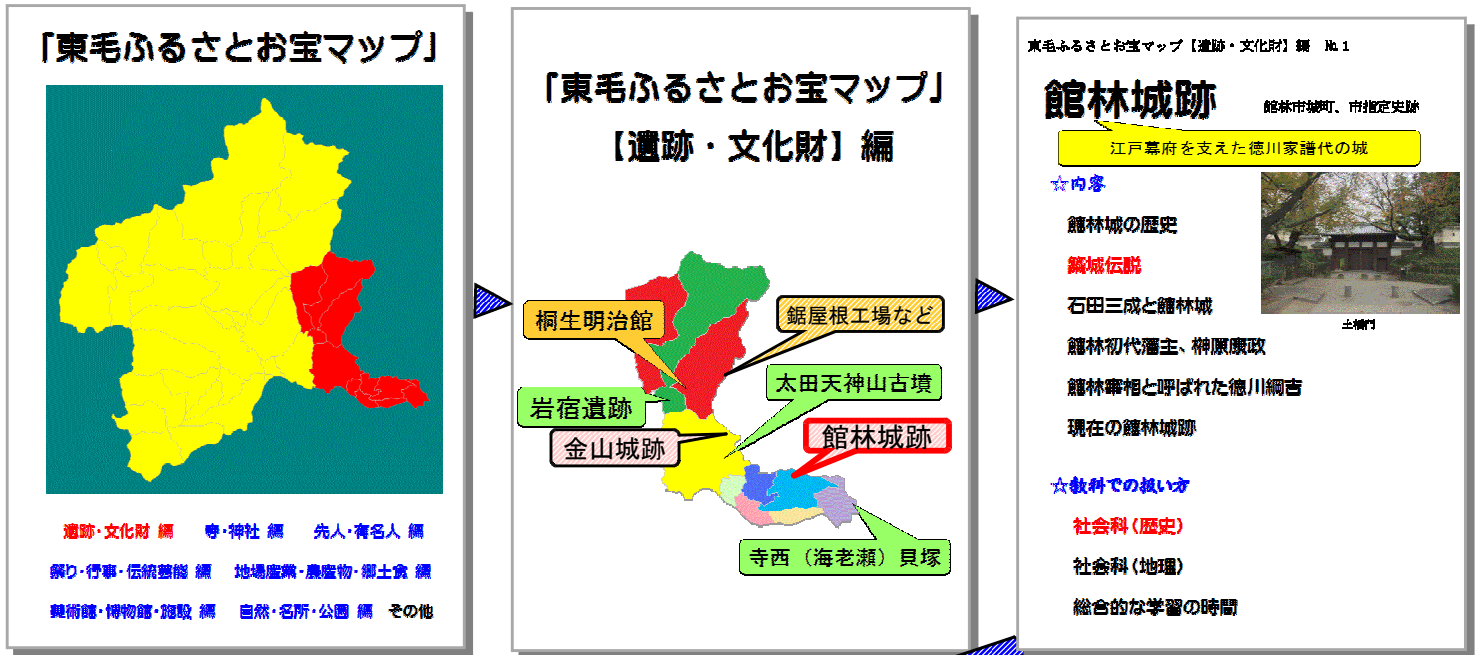 「東毛ふるさとお宝マップ」
遺跡・文化財 編　寺・神社 編　先人・有名人 編
祭り・行事・伝統芸能 編　地場産業・農産物・郷土食 編
美術館・博物館・施設 編　自然・名所・公園 編　その他
「東毛ふるさとお宝マップ」
【遺跡・文化財】編
桐生明治館
鋸屋根工場など
太田天神山古墳
岩宿遺跡
館林城跡
金山城跡
寺西（海老瀬）貝塚
東毛ふるさとお宝マップ【遺跡・文化財】編　№1
館林城跡　館林市城町、市指定史跡
江戸幕府を支えた徳川家譜代の城
☆内容
館林城の歴史
築城伝説
石田三成と館林城
館林初代藩主、榊原康政
館林宰相と呼ばれた徳川綱吉
現在の館林城跡
土橋門
☆教科での扱い方
社会科（歴史）
社会科（地理）
総合的な学習の時間